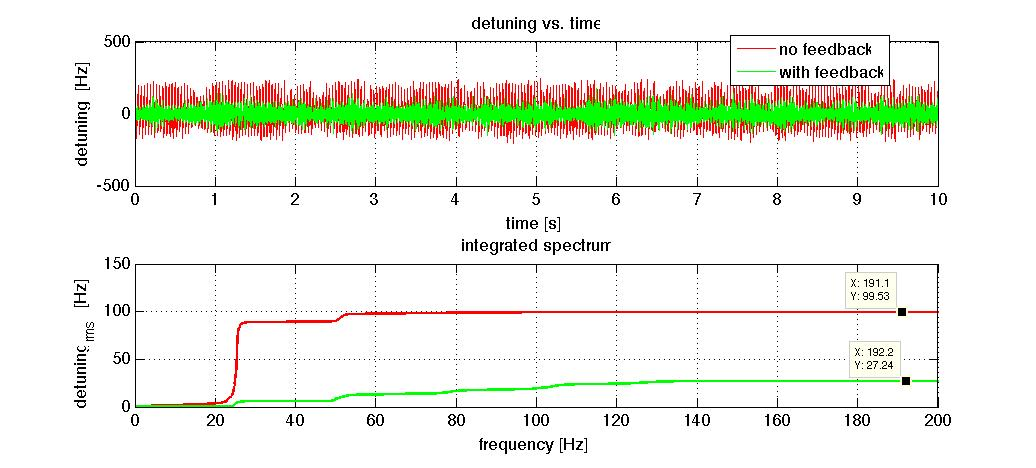 detuning vs. time
500
0
-500
detuning [Hz]
no feedback
with feedback
0 1 2 3 4 5 6 7 8 9 10
time [s]
integrated spectrum
150
100
50
0
detuning rms [Hz]
X: 191.1
Y: 99.53
X: 192.2
Y: 27.24
0 20 40 60 80 100 120 140 160 180 200
frequency [Hz]